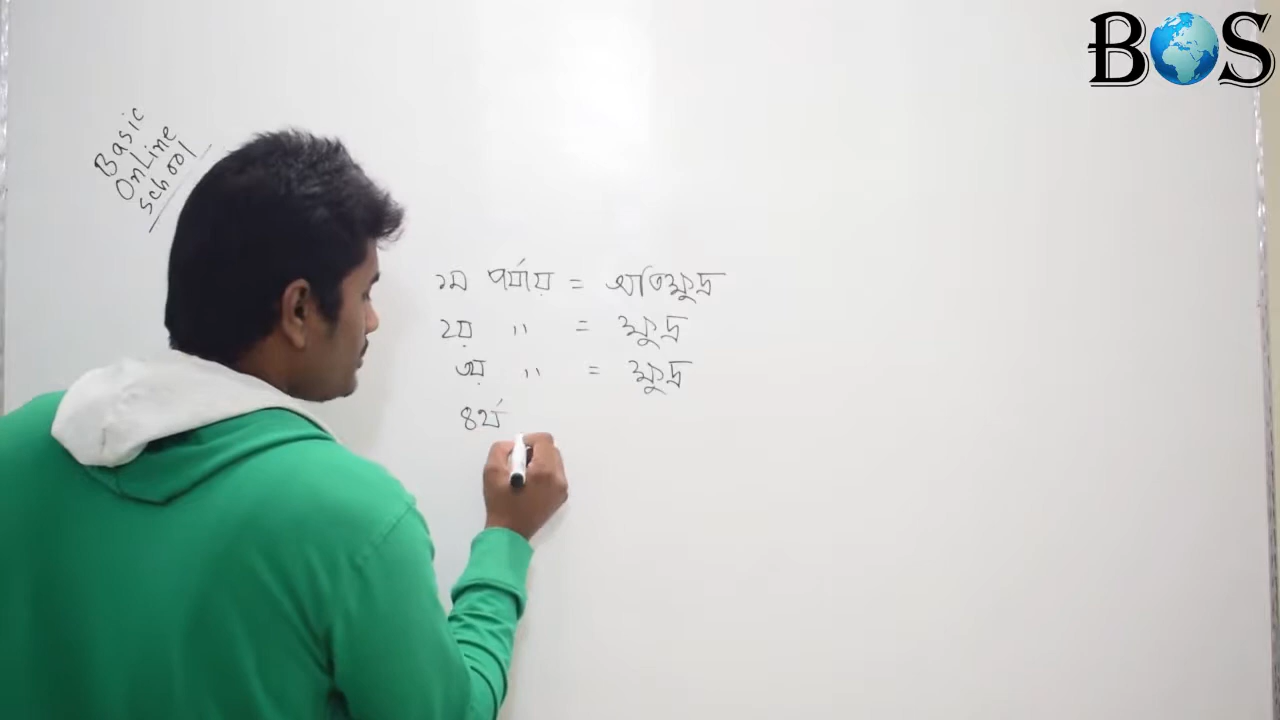 BOS
Basic
OnLine
School
১ম পর্যায় = অতিক্ষুদ্র
২য় " = ক্ষুদ্র
৩য় " = ক্ষুদ্র
৪র্থ